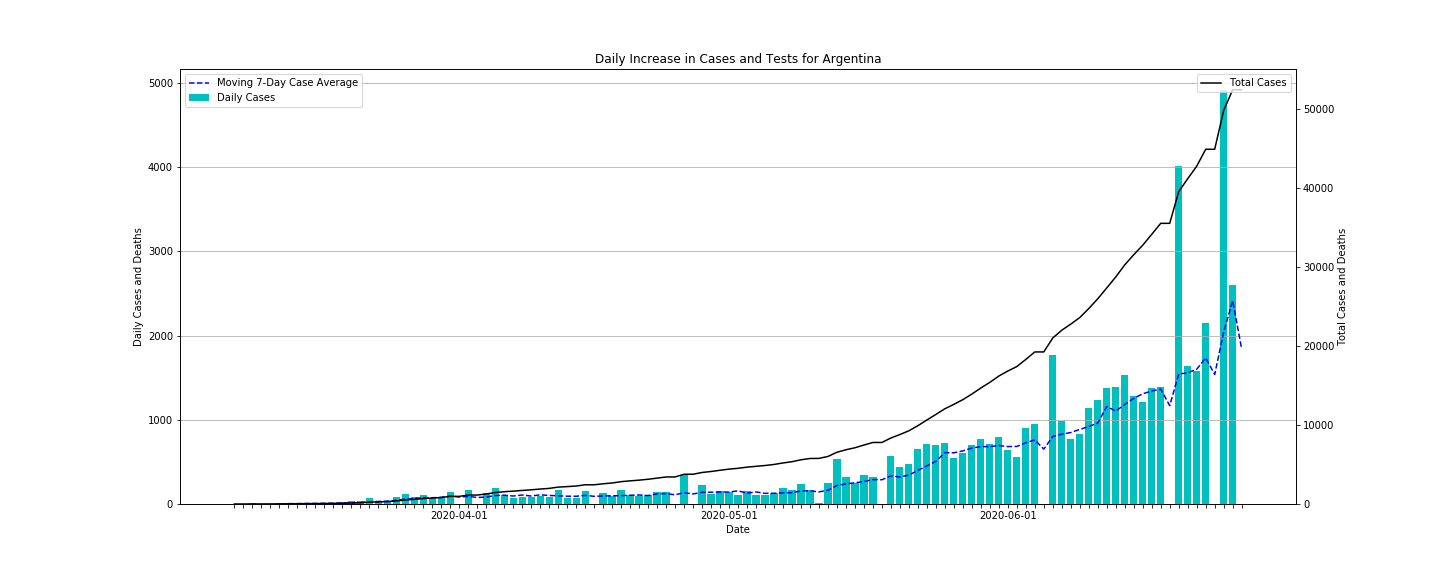 Daily Increase in Cases and Tests for Argentina
Moving 7-Day Case Average
Daily Cases
Total Cases
5000
4000
3000
2000
1000
0
Daily Cases and Deaths
50000
40000
30000
20000
10000
0
Total Cases and Deaths
2020-04-01
2020-05-01
2020-06-01
Date